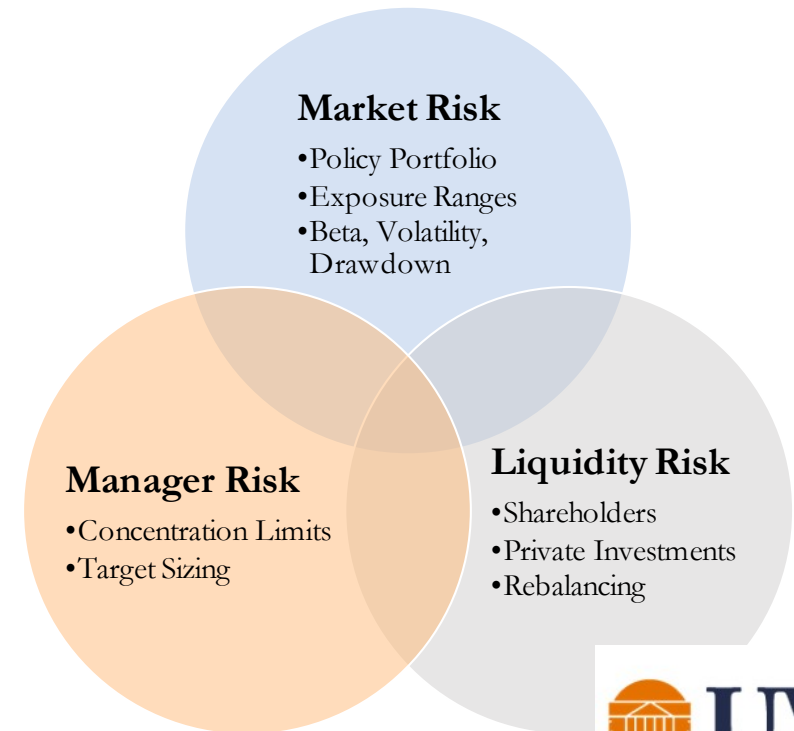 Market Risk
•Policy Portfolio
•Exposure Ranges
•Beta, Volatility,
Drawdown
Manager Risk
•Concentration Limits
•Target Sizing
Liquidity Risk
•Shareholders
•Private Investments
•Rebalancing